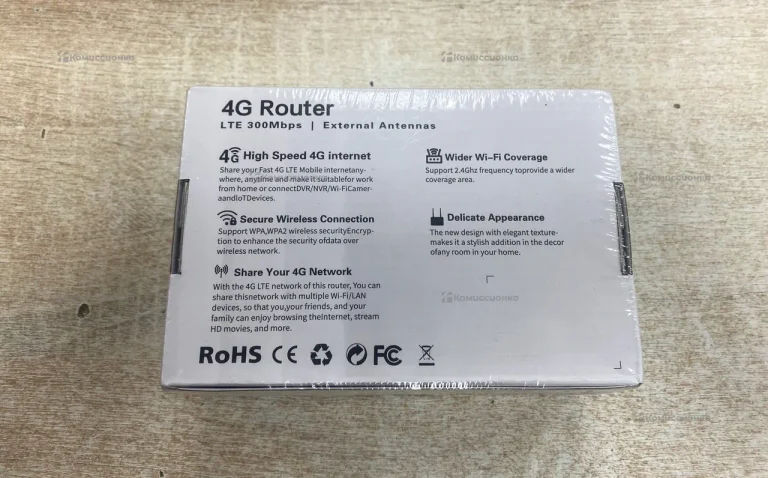 Комиссионко
Комиссионко
4G Router
LTE 300Mbps | External Antennas
4G High Speed 4G internet
Share your Fast 4G LTE Mobile internetany-
where, anytime and make it suitablefor work
from home or connectDVR/NVR/Wi-FiCamer-
aandIoTDevices.
Wider Wi-Fi Coverage
Support 2.4Ghz frequency toprovide a wider
coverage area.
Secure Wireless Connection
Support WPA,WPA2 wireless securityEncryp-
tion to enhance the security ofdata over
wireless network.
Delicate Appearance
The new design with elegant texture-
makes it a stylish addition in the decor
ofany room in your home.
Share Your 4G Network
With the 4G LTE network of this router, You can
share thisnetwork with multiple Wi-Fi/LAN
devices, so that you,your friends, and your
family can enjoy browsing theInternet, stream
HD movies, and more.
Комиссионко
RoHS CE FC